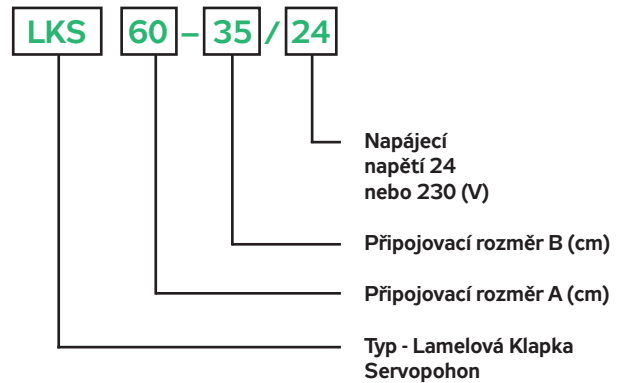 LKS 60 – 35 / 24
Napájecí
napětí 24
nebo 230 (V)
Připojovací rozměr B (cm)
Připojovací rozměr A (cm)
Typ - Lamelová Klapka
Servopohon